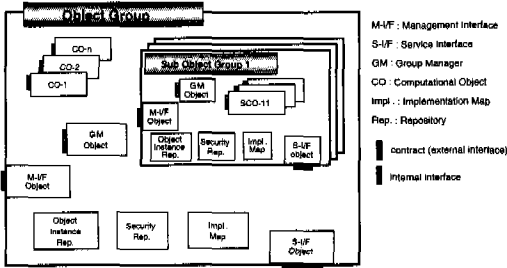 Object Group
CO-n
CO-2
CO-1
GM
Object
M-I/F
Object
Object
Instance
Rep.
Security
Rep.
Impl.
Map
S-I/F
Object
Sub Object Group 1
GM
Object
SCO-11
M-I/F
Object
Object
Instance
Rep.
Security
Rep.
Impl.
Map
S-I/F
object
M-I/F : Management Interface
S-I/F : Service Interface
GM : Group Manager
CO : Computational Object
Impl. : Implementation Map
Rep. : Repository
contract (external interface)
internal interface